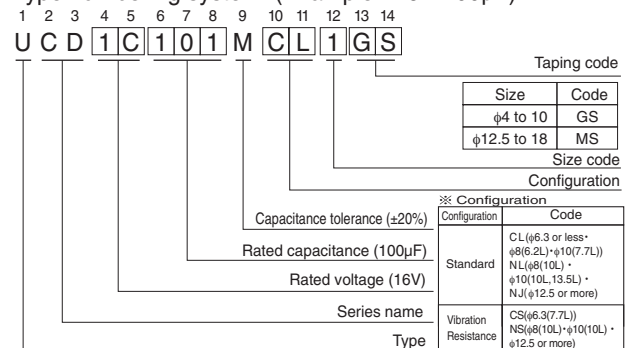 1 2 3 4 5 6 7 8 9 10 11 12 13 14
U C D 1 C 1 0 1 M C L 1 G S
Taping code
Size Code
ϕ4 to 10 GS
ϕ12.5 to 18 MS
Size code
Configuration
※ Configuration
Configuration Code
Standard
CL(ϕ6.3 or less・
ϕ8(6.2L)・ϕ10(7.7L))
NL(ϕ8(10L)・
ϕ10(10L,13.5L)・
NJ(ϕ12.5 or more)
Vibration
Resistance
CS(ϕ6.3(7.7L))
NS(ϕ8(10L)・ϕ10(10L)・
ϕ12.5 or more)
Capacitance tolerance (±20%)
Rated capacitance (100µF)
Rated voltage (16V)
Series name
Type